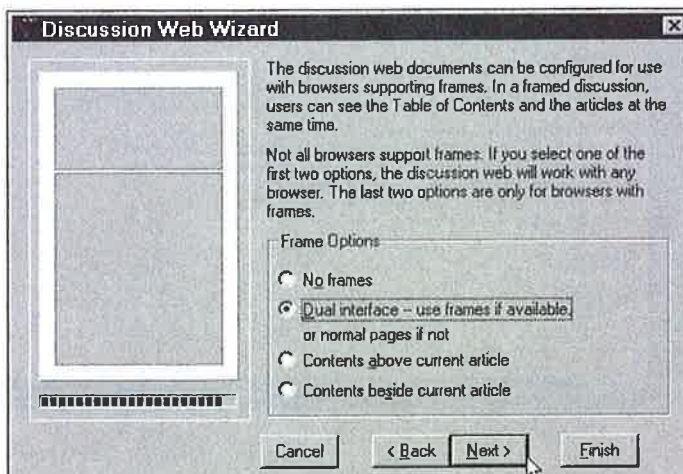 Discussion Web Wizard
The discussion web documents can be configured for use
with browsers supporting frames. In a framed discussion,
users can see the Table of Contents and the articles at the
same time.
Not all browsers support frames. If you select one of the
first two options, the discussion web will work with any
browser. The last two options are only for browsers with
frames.
Frame Options
No frames
Dual interface – use frames if available,
or normal pages if not
Contents above current article
Contents beside current article
Cancel
< Back
Next >
Finish